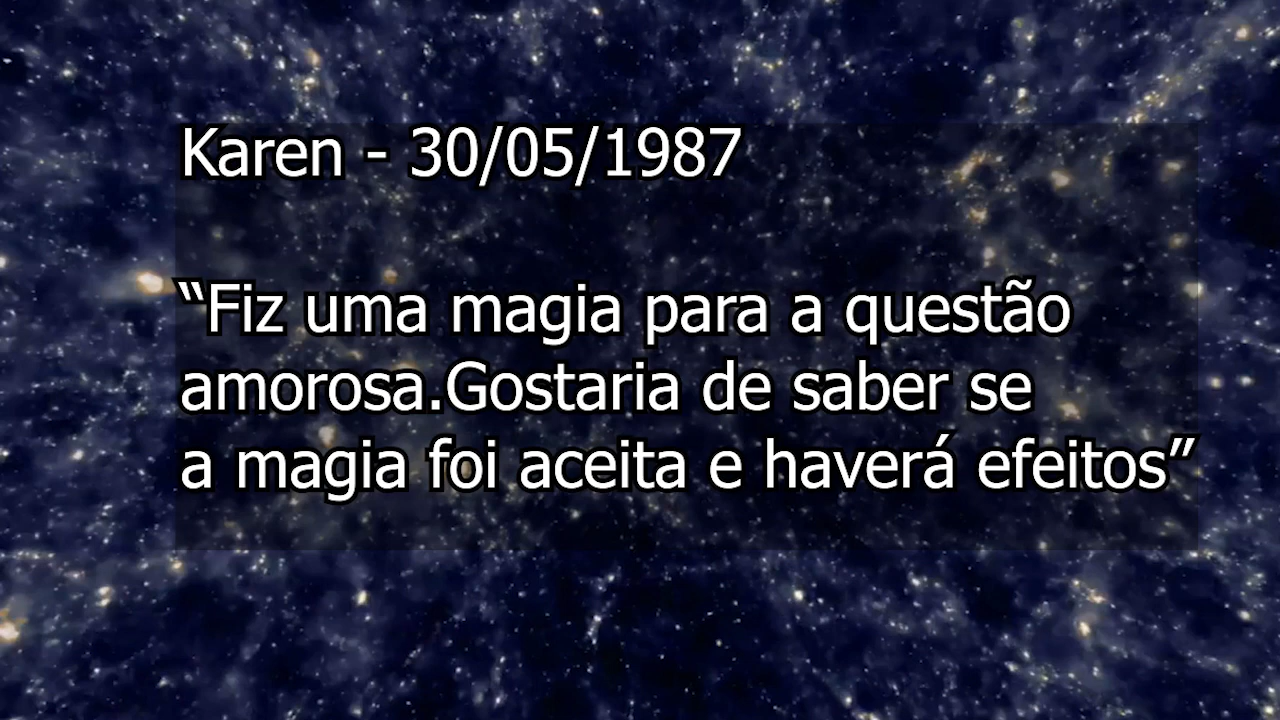 Karen - 30/05/1987
“Fiz uma magia para a questão
amorosa.Gostaria de saber se
a magia foi aceita e haverá efeitos”